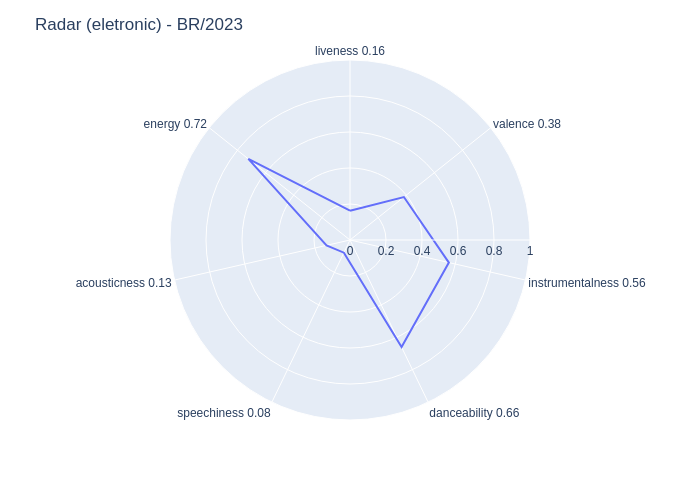 Radar (eletronic) - BR/2023
liveness 0.16
energy 0.72
valence 0.38
0 0.2 0.4 0.6 0.8 1
acousticness 0.13
instrumentalness 0.56
speechiness 0.08
danceability 0.66